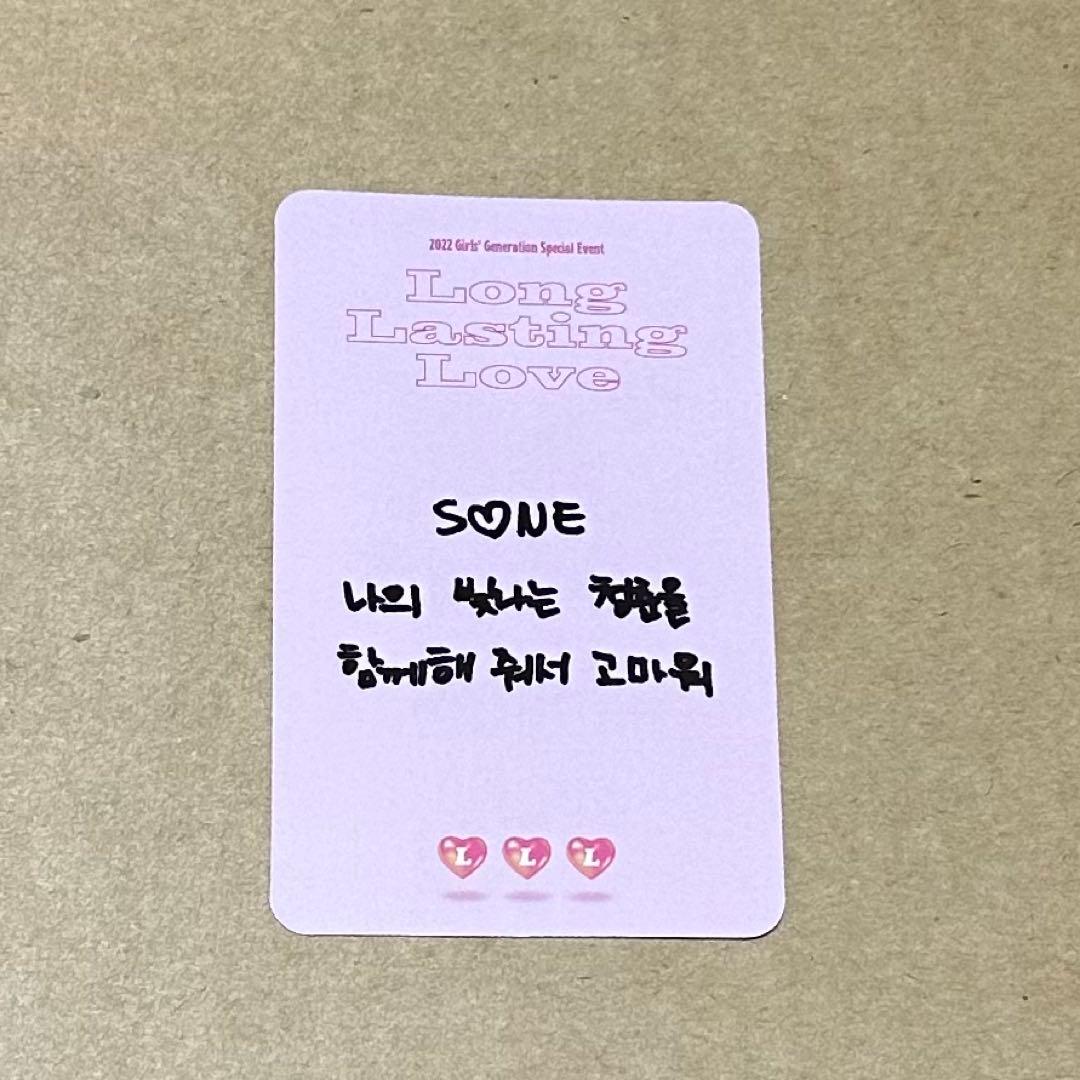 2022 Girls' Generation Special Event
Long
Lasting
Love
S♡NE
나의 빛나는 청춘을
함께해 줘서 고마워
L L L